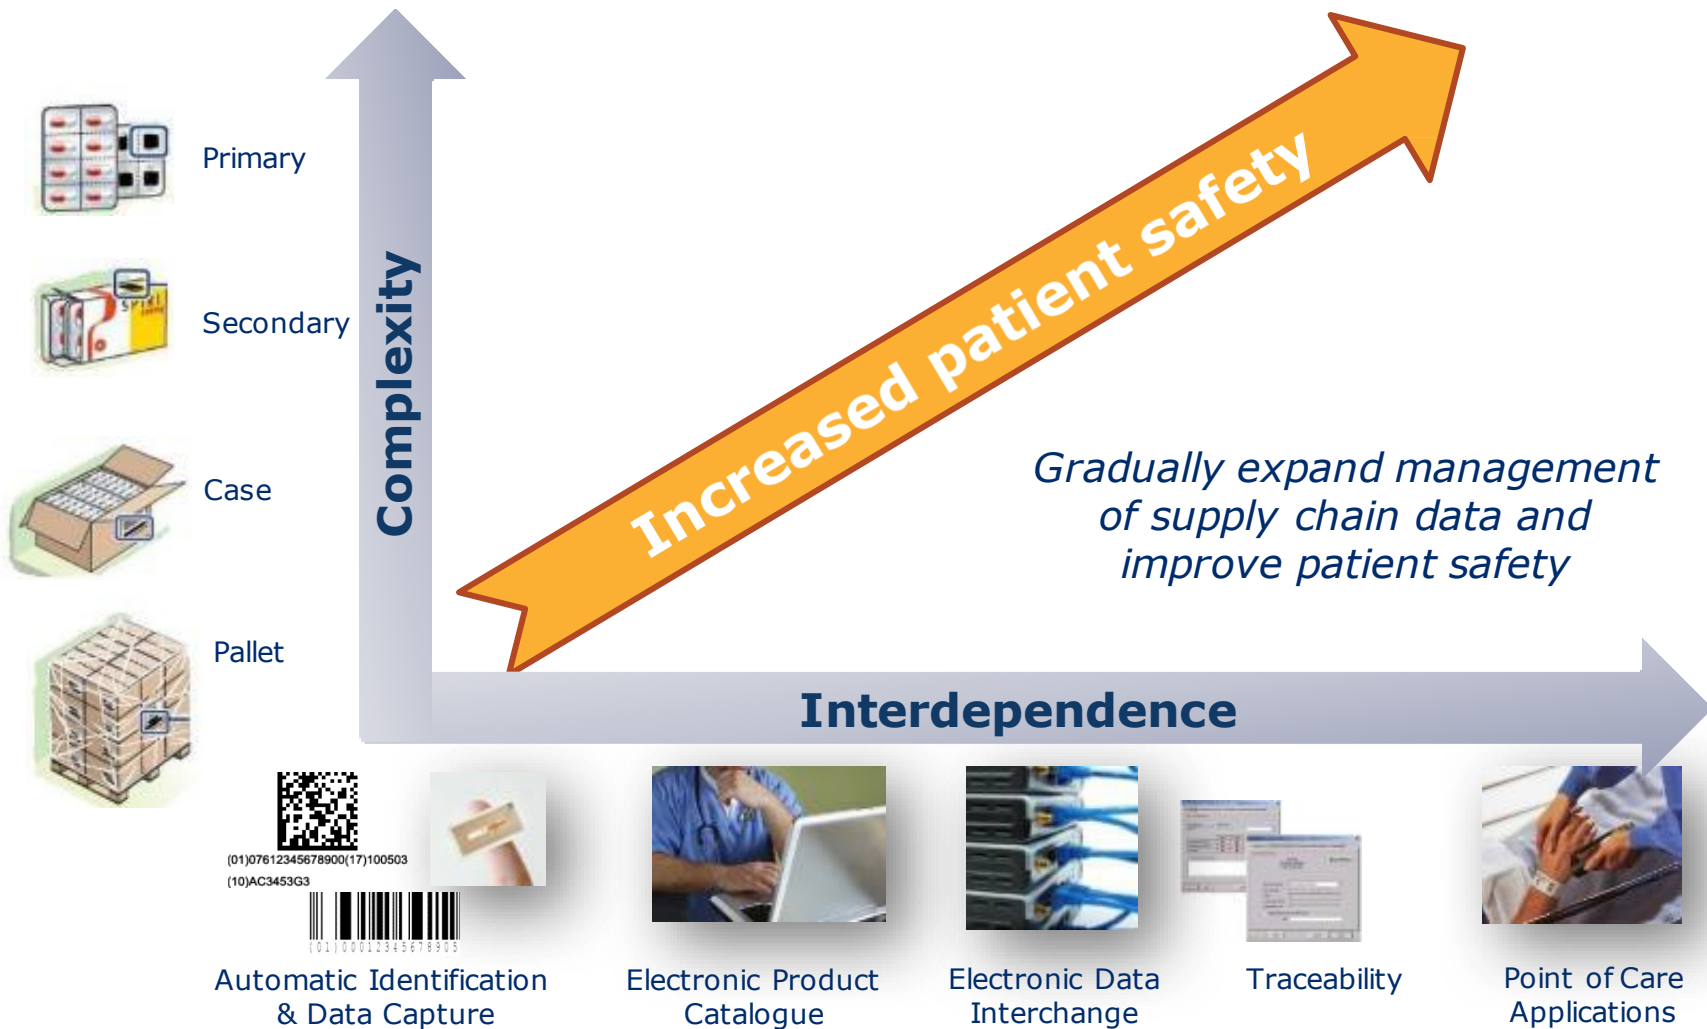 Primary
Secondary
Case
Pallet
Complexity
Increased patient safety
Gradually expand management
of supply chain data and
improve patient safety
Interdependence
(01)07612345678900(17)100503
(10)AC3453G3
(01)00012345678905
Automatic Identification
& Data Capture
Electronic Product
Catalogue
Electronic Data
Interchange
Traceability
Point of Care
Applications